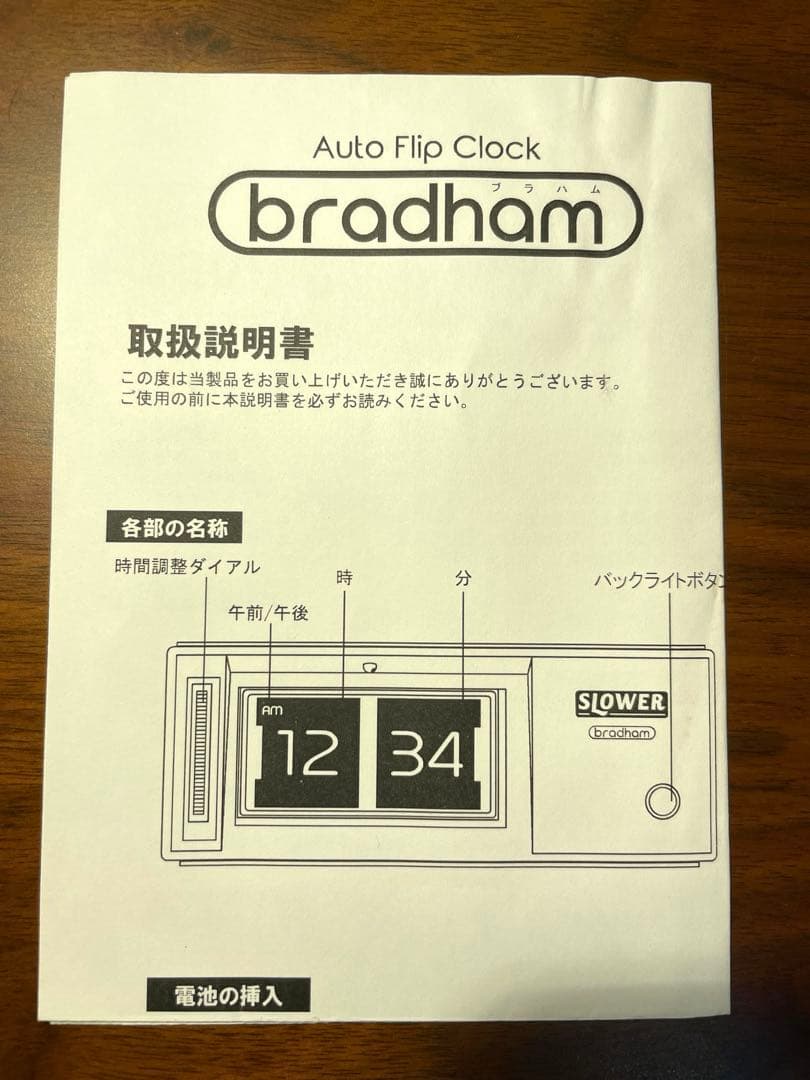 Auto Flip Clock
ブラハム
bradham
取扱説明書
この度は当製品をお買い上げいただき誠にありがとうございます。
ご使用の前に本説明書を必ずお読みください。
各部の名称
時間調整ダイアル
時
分
バックライトボタン
午前/午後
SLOWER
bradham
AM
12
34
電池の挿入